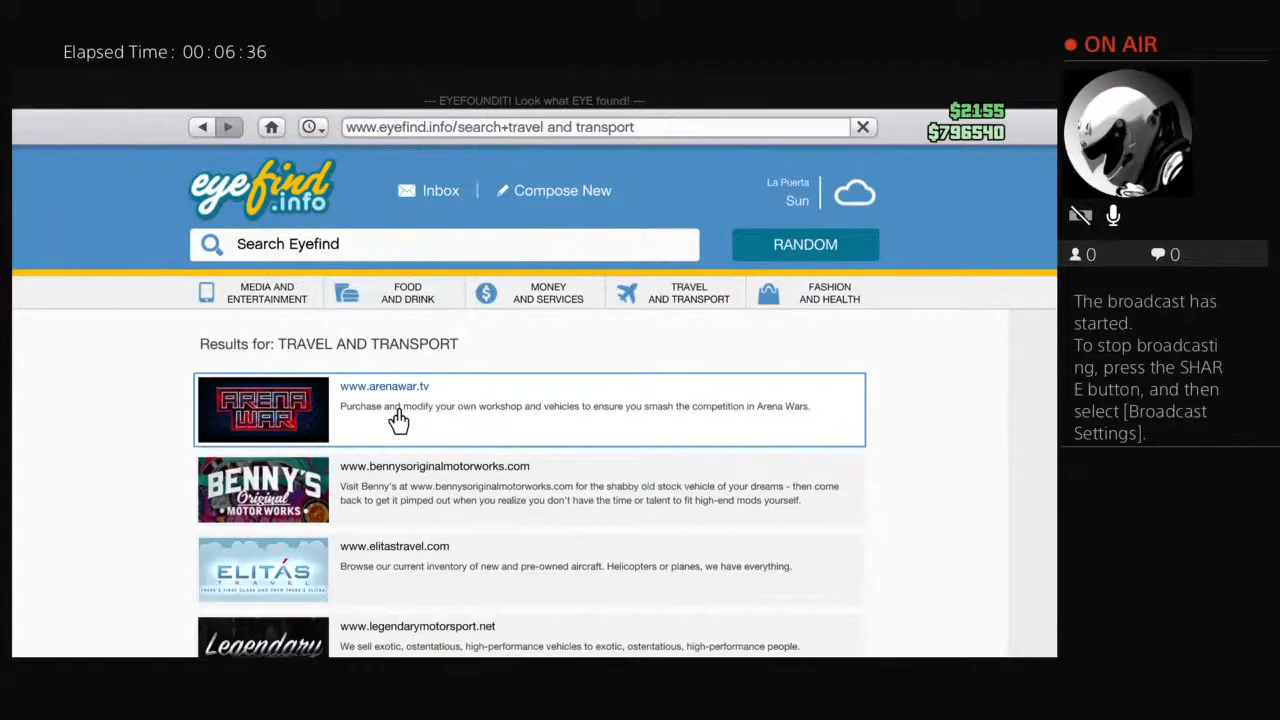 Elapsed Time: 00:06:36
ON AIR
--- EYEFOUNDIT! Look what EYE found! ---
$2155
$796540
www.eyefind.info/search+travel and transport
eyefind
.info
Inbox
Compose New
La Puerta
Sun
Search Eyefind
RANDOM
0
0
MEDIA AND
ENTERTAINMENT
FOOD
AND DRINK
MONEY
AND SERVICES
TRAVEL
AND TRANSPORT
FASHION
AND HEALTH
The broadcast has
started.
To stop broadcasti
ng, press the SHAR
E button, and then
select [Broadcast
Settings].
Results for: TRAVEL AND TRANSPORT
ARENA
WAR
www.arenawar.tv
Purchase and modify your own workshop and vehicles to ensure you smash the competition in Arena Wars.
BENNY'S
Original
MOTORWORKS
www.bennysoriginalmotorworks.com
Visit Benny's at www.bennysoriginalmotorworks.com for the shabby old stock vehicle of your dreams - then come
back to get it pimped out when you realize you don't have the time or talent to fit high-end mods yourself.
ELITÁS
TRAVEL
THERE'S FIRST CLASS AND THEN THERE'S ELITAS
www.elitastravel.com
Browse our current inventory of new and pre-owned aircraft. Helicopters or planes, we have everything.
Legendary
www.legendarymotorsport.net
We sell exotic, ostentatious, high-performance vehicles to exotic, ostentatious, high-performance people.